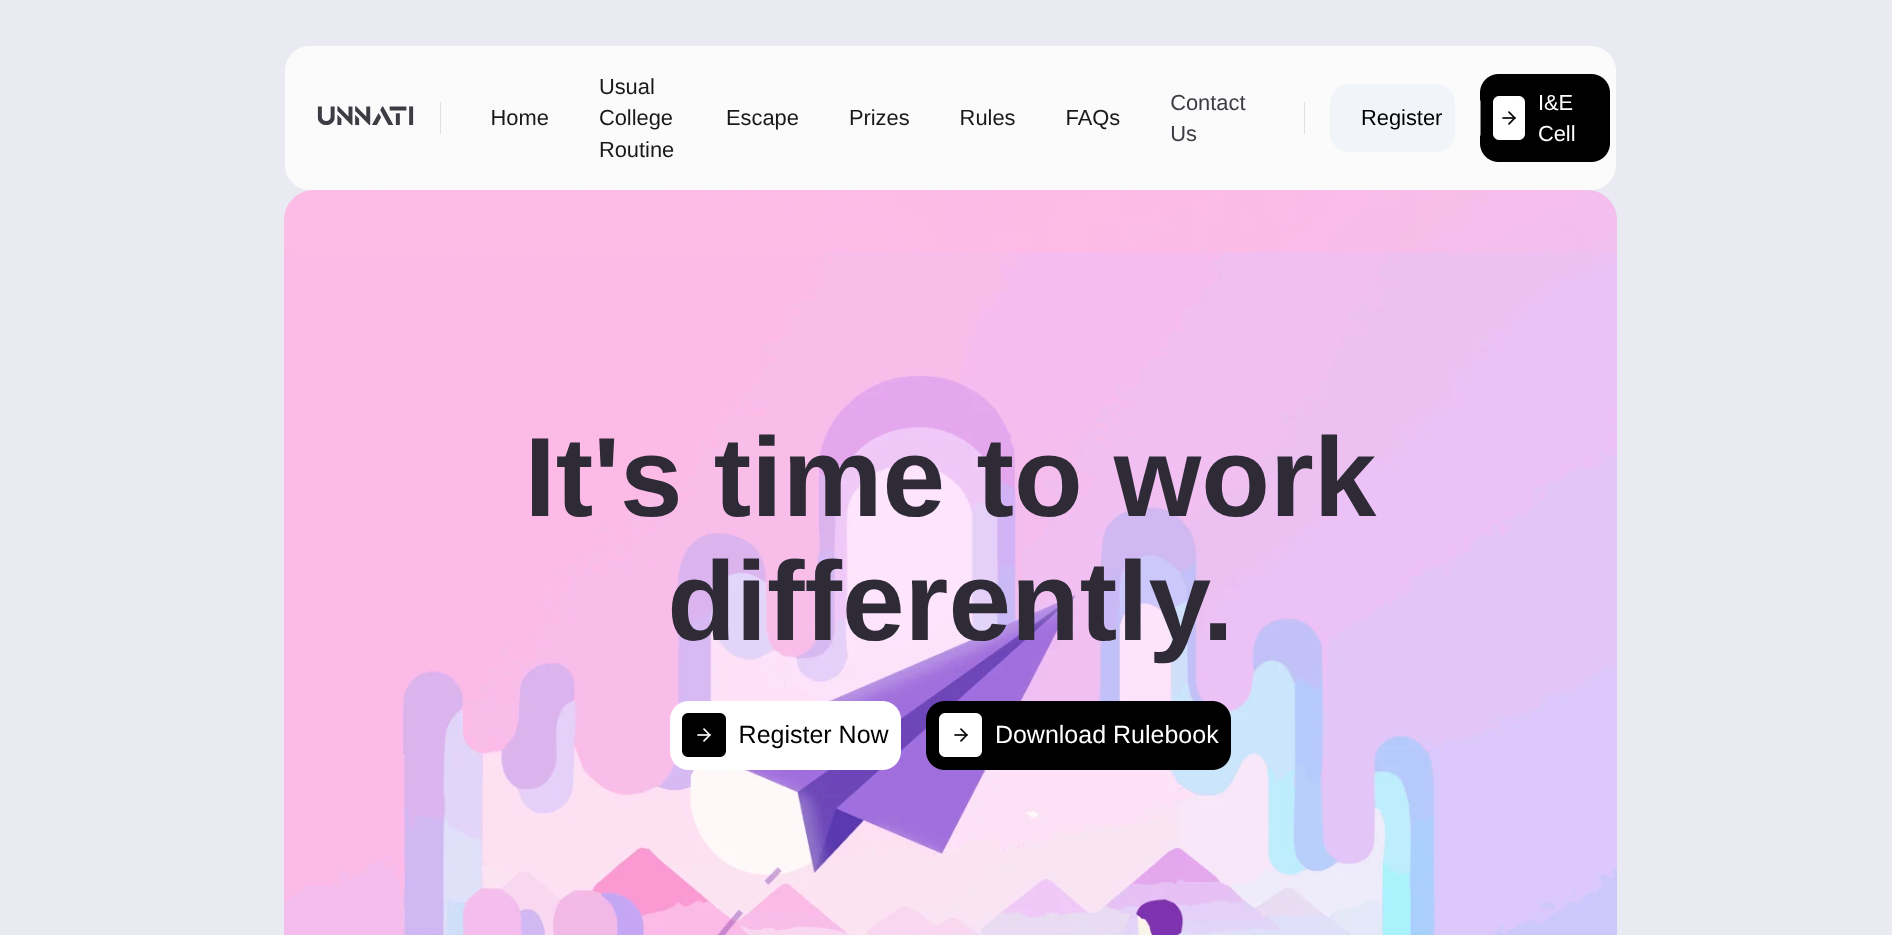 UNNATI
Home
Usual
College
Routine
Escape
Prizes
Rules
FAQs
Contact
Us
Register
I&E
Cell
It's time to work
differently.
Register Now
Download Rulebook